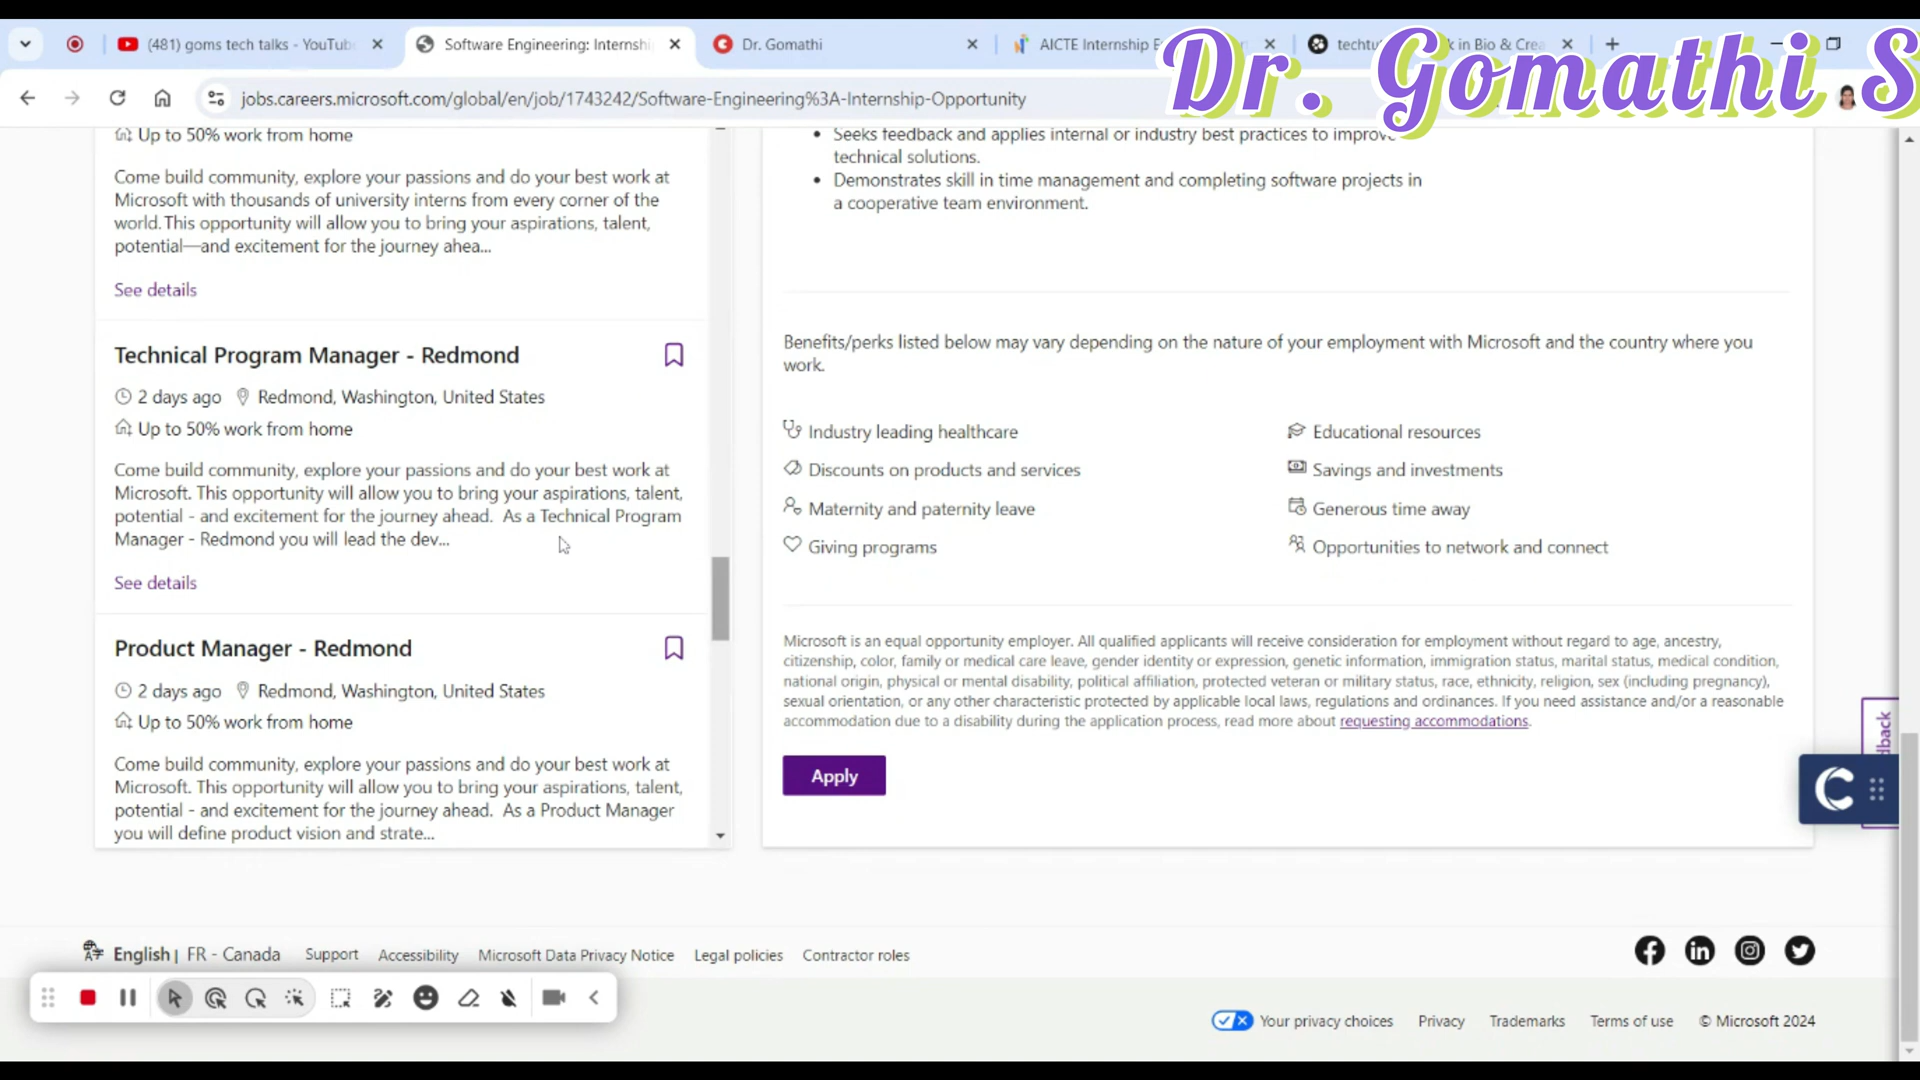 (481) goms tech talks - YouTub
Software Engineering: Internshi
Dr. Gomathi
AICTE Internship
techtu
k in Bio & Crea
Dr. Gomathi S
jobs.careers.microsoft.com/global/en/job/1743242/Software-Engineering%3A-Internship-Opportunity
Up to 50% work from home
Come build community, explore your passions and do your best work at
Microsoft with thousands of university interns from every corner of the
world.This opportunity will allow you to bring your aspirations, talent,
potential—and excitement for the journey ahea...
See details
Technical Program Manager - Redmond
2 days ago Redmond, Washington, United States
Up to 50% work from home
Come build community, explore your passions and do your best work at
Microsoft. This opportunity will allow you to bring your aspirations, talent,
potential - and excitement for the journey ahead. As a Technical Program
Manager - Redmond you will lead the dev...
See details
Product Manager - Redmond
2 days ago Redmond, Washington, United States
Up to 50% work from home
Come build community, explore your passions and do your best work at
Microsoft. This opportunity will allow you to bring your aspirations, talent,
potential - and excitement for the journey ahead. As a Product Manager
you will define product vision and strate...
Seeks feedback and applies internal or industry best practices to improve
technical solutions.
Demonstrates skill in time management and completing software projects in
a cooperative team environment.
Benefits/perks listed below may vary depending on the nature of your employment with Microsoft and the country where you
work.
Industry leading healthcare
Educational resources
Discounts on products and services
Savings and investments
Maternity and paternity leave
Generous time away
Giving programs
Opportunities to network and connect
Microsoft is an equal opportunity employer. All qualified applicants will receive consideration for employment without regard to age, ancestry,
citizenship, color, family or medical care leave, gender identity or expression, genetic information, immigration status, marital status, medical condition,
national origin, physical or mental disability, political affiliation, protected veteran or military status, race, ethnicity, religion, sex (including pregnancy),
sexual orientation, or any other characteristic protected by applicable local laws, regulations and ordinances. If you need assistance and/or a reasonable
accommodation due to a disability during the application process, read more about requesting accommodations.
Apply
dback
English | FR - Canada Support Accessibility Microsoft Data Privacy Notice Legal policies Contractor roles
Your privacy choices Privacy Trademarks Terms of use © Microsoft 2024